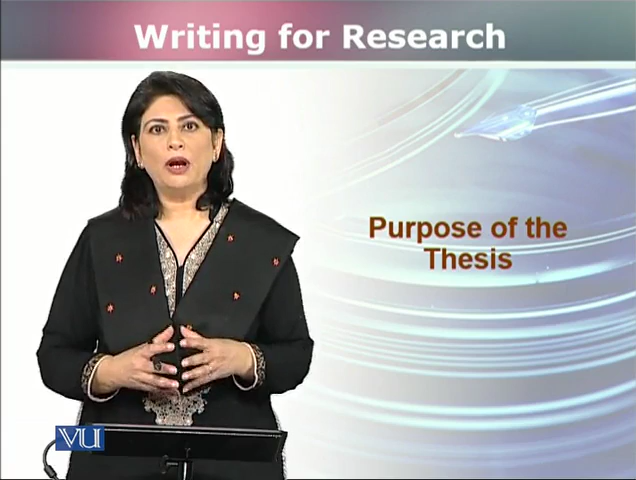 Writing for Research
Purpose of the
Thesis
VU